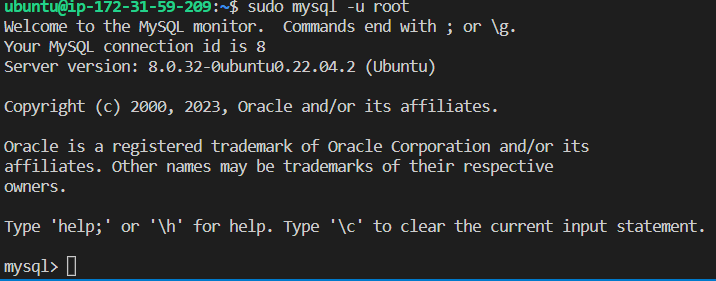 ubuntu@ip-172-31-59-209:~$ sudo mysql -u root
Welcome to the MySQL monitor.  Commands end with ; or \g.
Your MySQL connection id is 8
Server version: 8.0.32-0ubuntu0.22.04.2 (Ubuntu)
Copyright (c) 2000, 2023, Oracle and/or its affiliates.
Oracle is a registered trademark of Oracle Corporation and/or its
affiliates. Other names may be trademarks of their respective
owners.
Type 'help;' or '\h' for help. Type '\c' to clear the current input statement.
mysql>